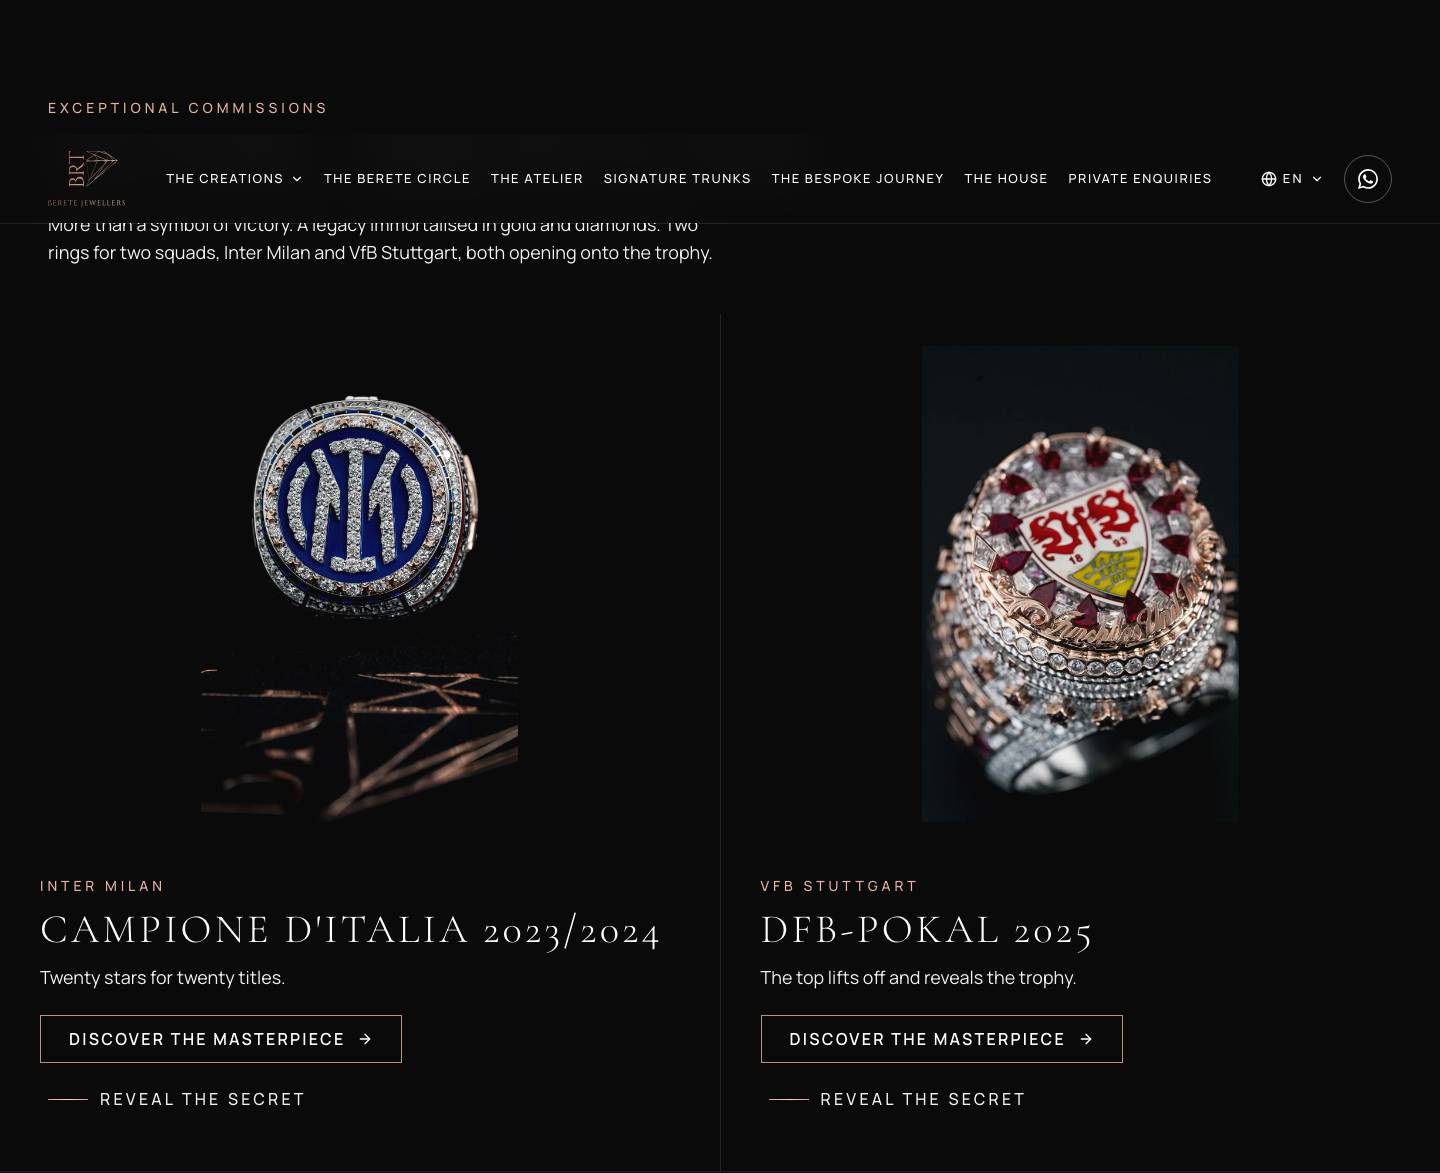 EXCEPTIONAL COMMISSIONS
BRT
BERETE JEWELLERS
THE CREATIONS
THE BERETE CIRCLE
THE ATELIER
SIGNATURE TRUNKS
THE BESPOKE JOURNEY
THE HOUSE
PRIVATE ENQUIRIES
EN
More than a symbol of victory. A legacy immortalised in gold and diamonds. Two
rings for two squads, Inter Milan and VfB Stuttgart, both opening onto the trophy.
VfB
18 93
INTER MILAN
CAMPIONE D'ITALIA 2023/2024
Twenty stars for twenty titles.
DISCOVER THE MASTERPIECE
REVEAL THE SECRET
VFB STUTTGART
DFB-POKAL 2025
The top lifts off and reveals the trophy.
DISCOVER THE MASTERPIECE
REVEAL THE SECRET